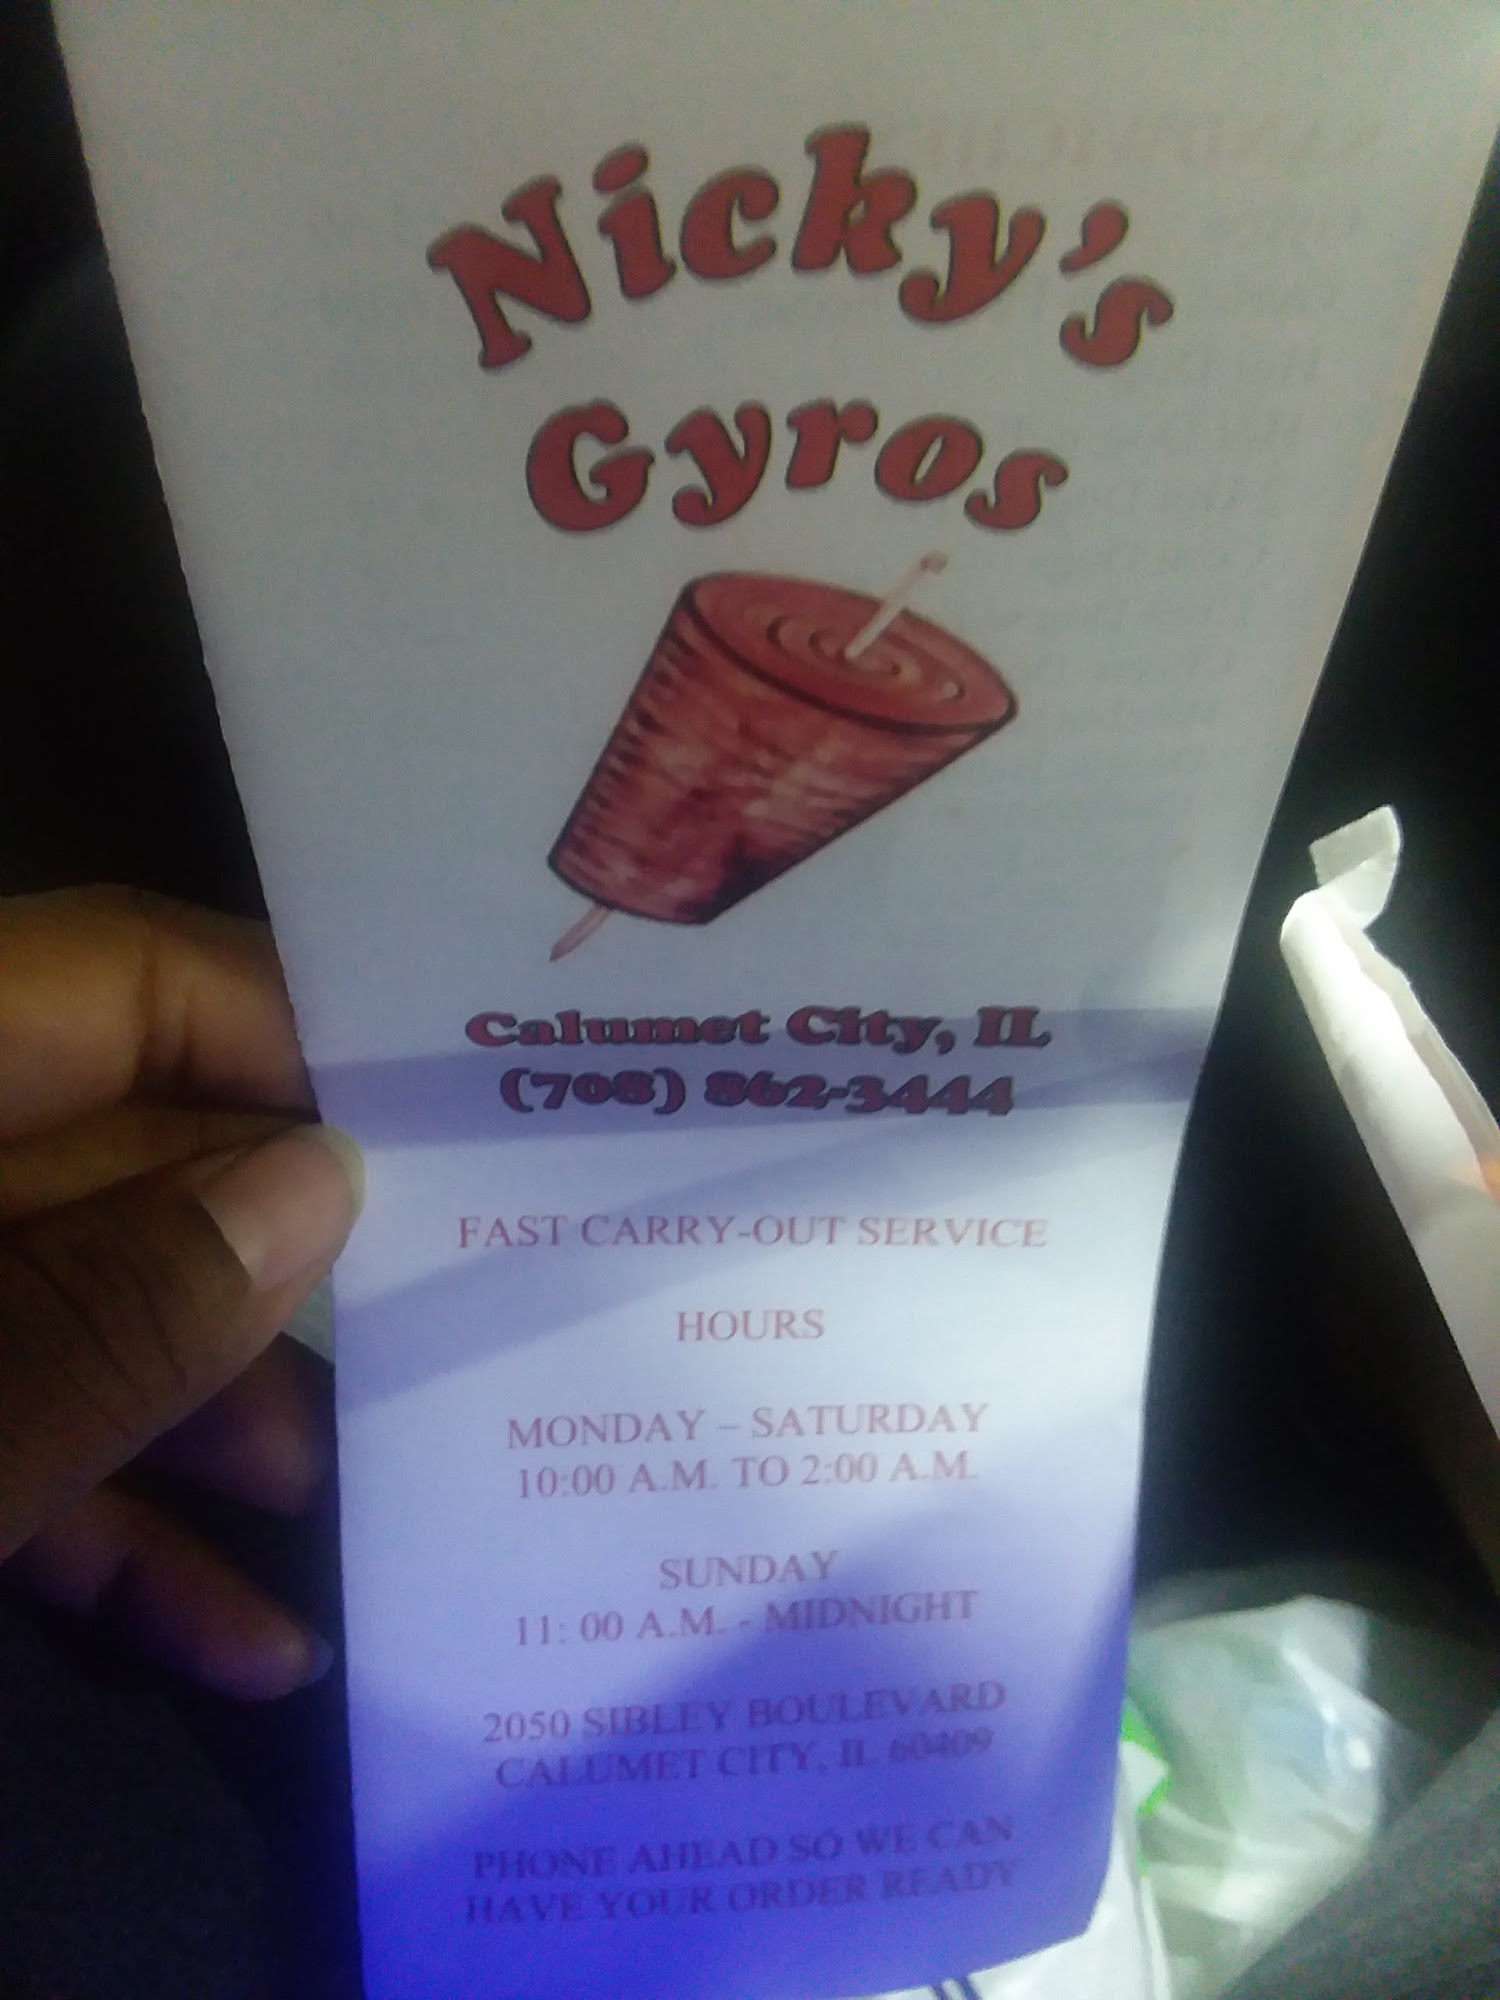 Nicky's
Gyros
Calumet City, IL
(708) 862-3444
FAST CARRY-OUT SERVICE
HOURS
MONDAY – SATURDAY
10:00 A.M. TO 2:00 A.M.
SUNDAY
11: 00 A.M. - MIDNIGHT
2050 SIBLEY BOULEVARD
CALUMET CITY, IL 60409
PHONE AHEAD SO WE CAN
HAVE YOUR ORDER READY